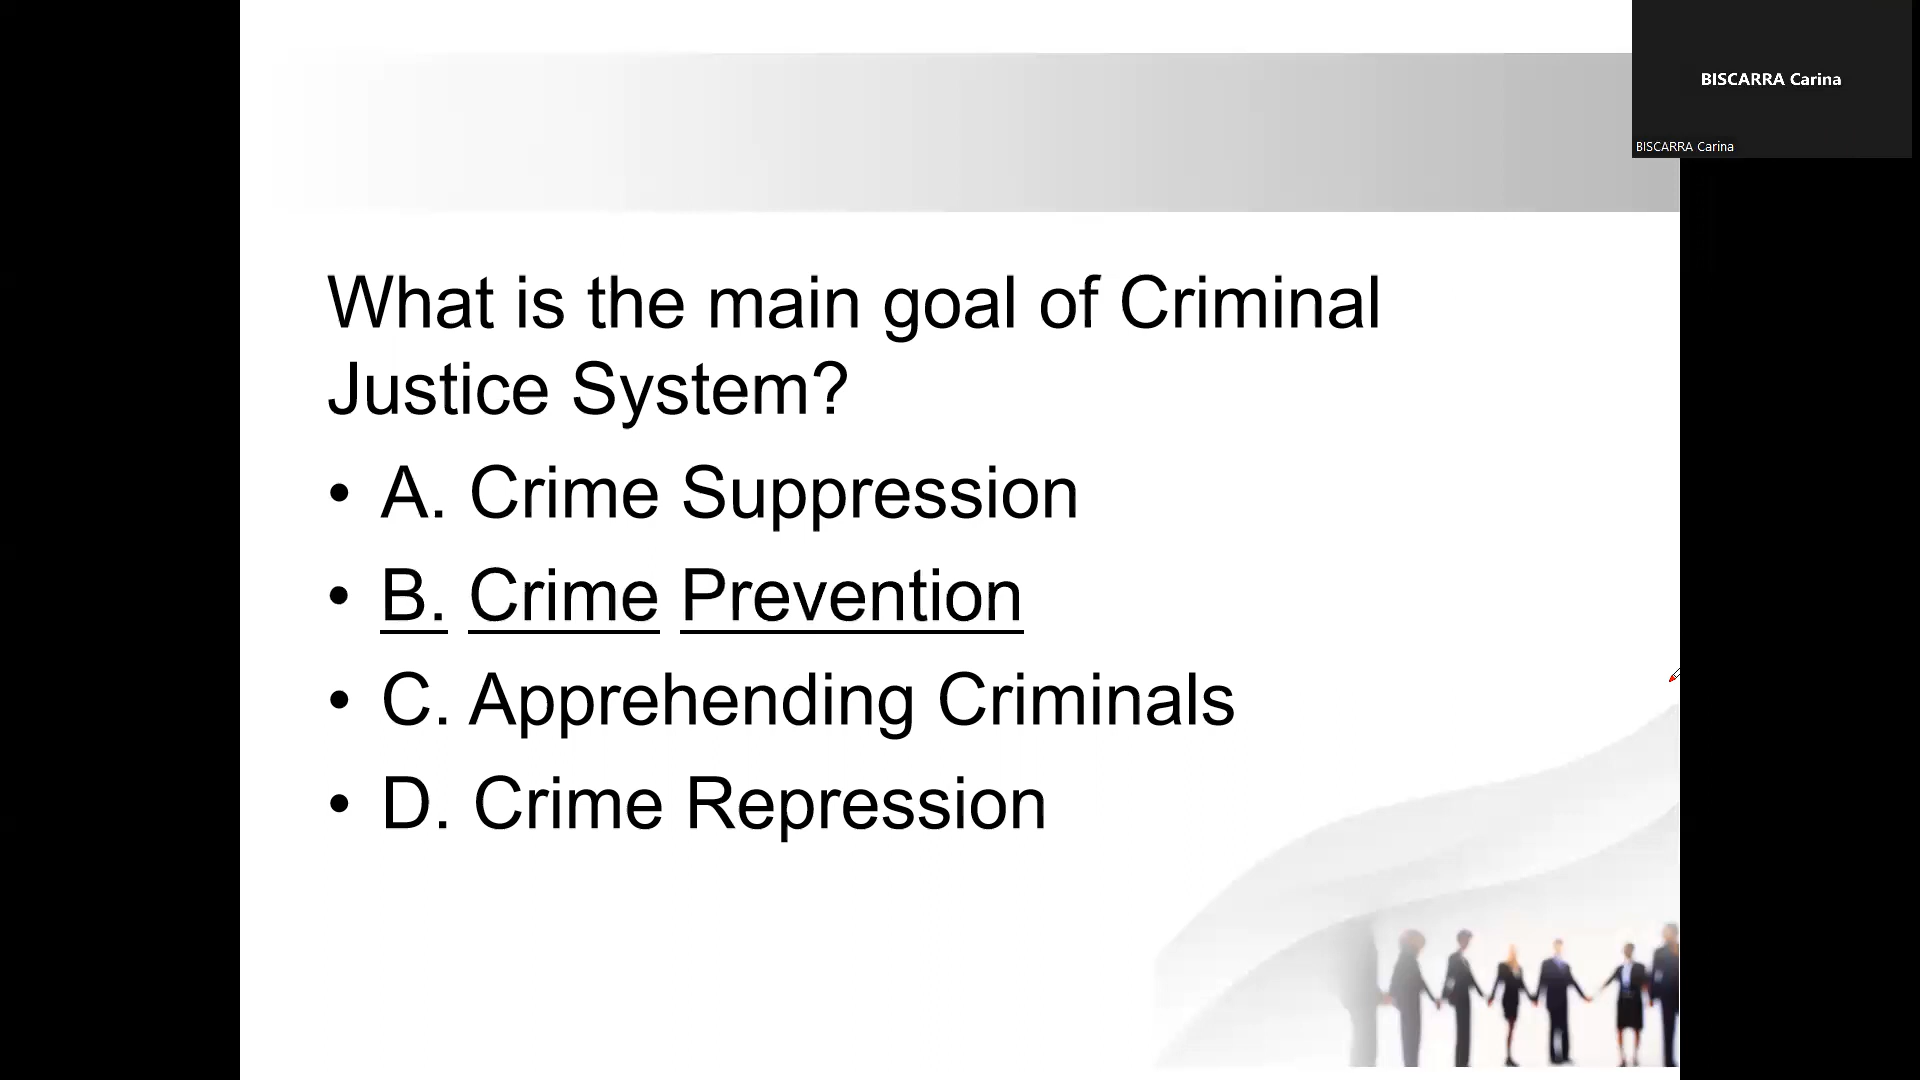 BISCARRA Carina
BISCARRA Carina
What is the main goal of Criminal
Justice System?
• A. Crime Suppression
• B. Crime Prevention
• C. Apprehending Criminals
• D. Crime Repression